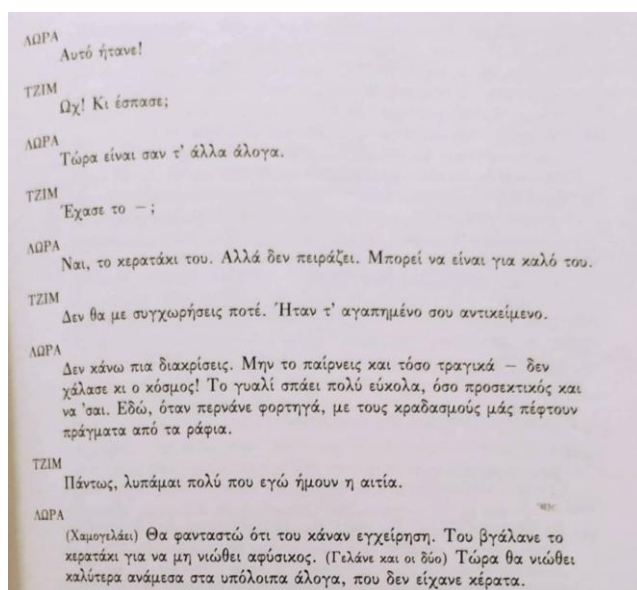 ΛΩΡΑ
Αυτό ήτανε!
ΤΖΙΜ
Ωχ! Κι έσπασε;
ΛΩΡΑ
Τώρα είναι σαν τ' άλλα άλογα.
ΤΖΙΜ
Έχασε το – ;
ΛΩΡΑ
Ναι, το κερατάκι του. Αλλά δεν πειράζει. Μπορεί να είναι για καλό του.
ΤΖΙΜ
Δεν θα με συγχωρήσεις ποτέ. Ήταν τ' αγαπημένο σου αντικείμενο.
ΛΩΡΑ
Δεν κάνω πια διακρίσεις. Μην το παίρνεις και τόσο τραγικά – δεν
χάλασε κι ο κόσμος! Το γυαλί σπάει πολύ εύκολα, όσο προσεκτικός και
να 'σαι. Εδώ, όταν περνάνε φορτηγά, με τους κραδασμούς μάς πέφτουν
πράγματα από τα ράφια.
ΤΖΙΜ
Πάντως, λυπάμαι πολύ που εγώ ήμουν η αιτία.
ΛΩΡΑ
(Χαμογελάει) Θα φανταστώ ότι του κάναν εγχείρηση. Του βγάλανε το
κερατάκι για να μη νιώθει αφύσικος. (Γελάνε και οι δύο) Τώρα θα νιώθει
καλύτερα ανάμεσα στα υπόλοιπα άλογα, που δεν είχανε κέρατα.